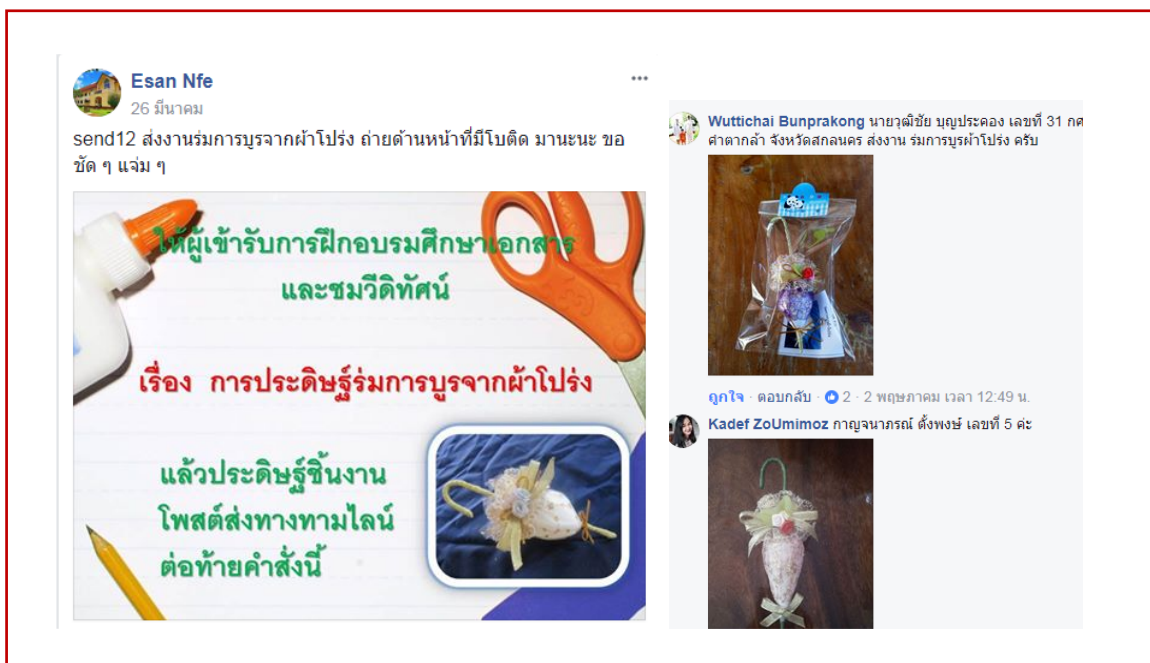 Esan Nfe
26 มีนาคม
send12 ส่งงานร่มการบูรจากผ้าโปร่ง ถ่ายด้านหน้าที่มีโบติด มานะนะ ขอ
ชัด ๆ แจ่ม ๆ
ให้ผู้เข้ารับการฝึกอบรมศึกษาเอกสาร
และชมวีดิทัศน์
เรื่อง การประดิษฐ์ร่มการบูรจากผ้าโปร่ง
แล้วประดิษฐ์ชิ้นงาน
โพสต์ส่งทางทามไลน์
ต่อท้ายคำสั่งนี้
Wuttichai Bunprakong นายวุฒิชัย บุญประคอง เลขที่ 31 กศ
คำตากล้า จังหวัดสกลนคร ส่งงาน ร่มการบูรผ้าโปร่ง ครับ
ถูกใจ · ตอบกลับ · 2 · 2 พฤษภาคม เวลา 12:49 น.
Kadef ZoUmimoz กาญจนาภรณ์ ตั้งพงษ์ เลขที่ 5 ค่ะ